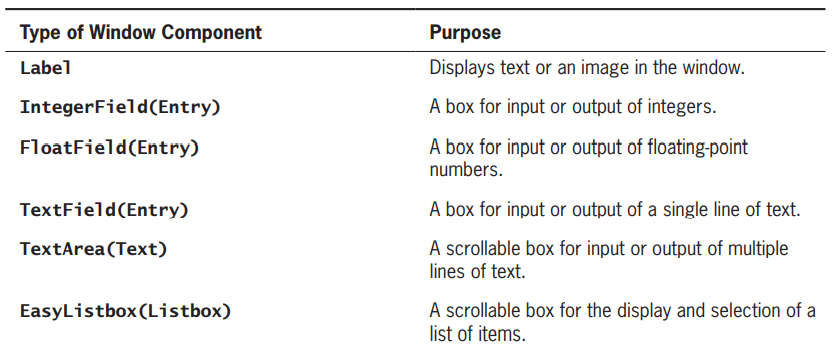 Type of Window Component Purpose
Label Displays text or an image in the window.
IntegerField(Entry) A box for input or output of integers.
FloatField(Entry) A box for input or output of floating-point
numbers.
TextField(Entry) A box for input or output of a single line of text.
TextArea(Text) A scrollable box for input or output of multiple
lines of text.
EasyListbox(Listbox) A scrollable box for the display and selection of a
list of items.